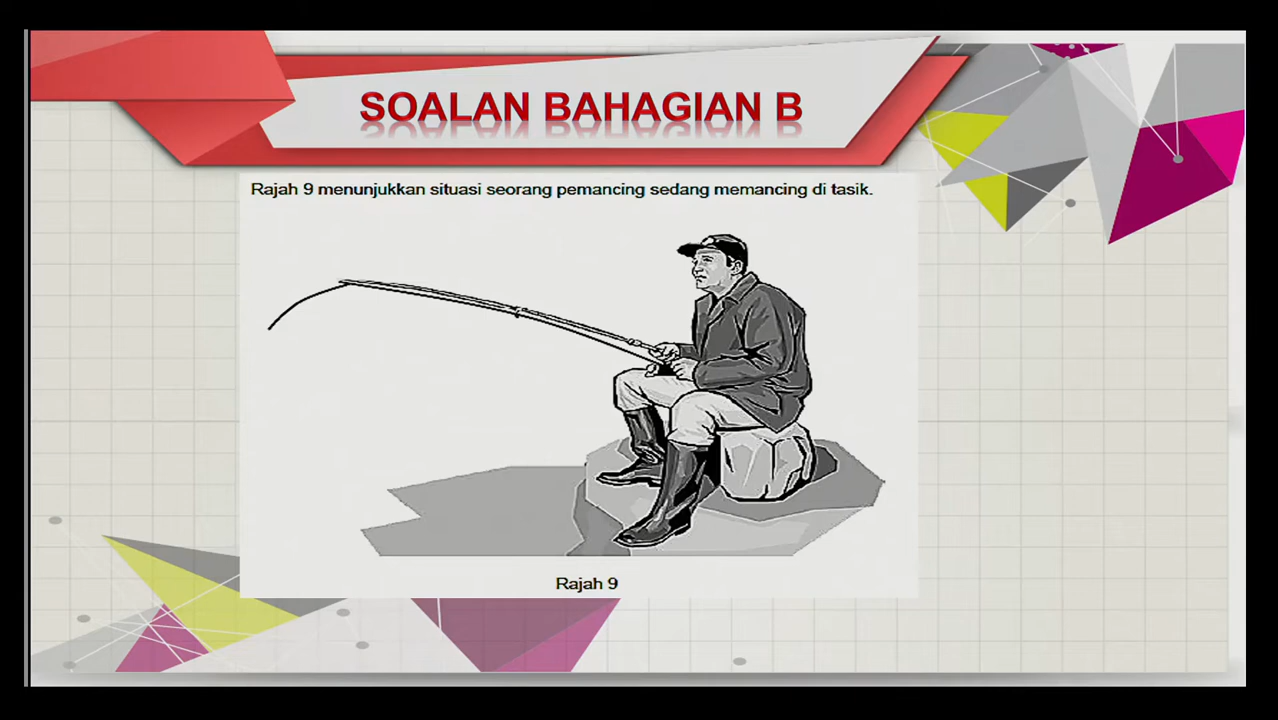 SOALAN BAHAGIAN B
Rajah 9 menunjukkan situasi seorang pemancing sedang memancing di tasik.
Rajah 9